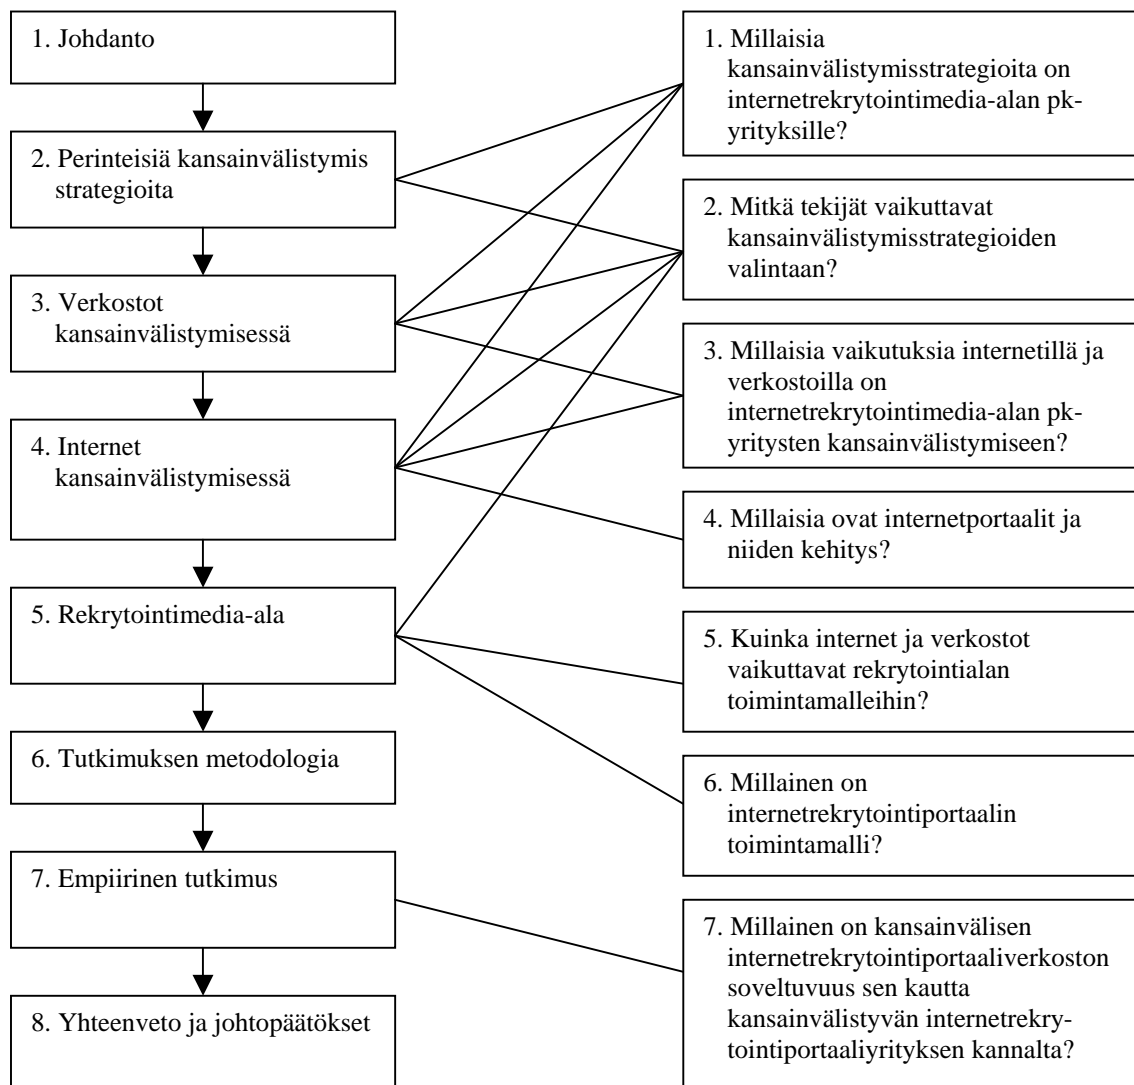 1. Johdanto
2. Perinteisiä kansainvälistymis
strategioita
3. Verkostot
kansainvälistymisessä
4. Internet
kansainvälistymisessä
5. Rekrytointimedia-ala
6. Tutkimuksen metodologia
7. Empiirinen tutkimus
8. Yhteenveto ja johtopäätökset
1. Millaisia
kansainvälistymisstrategioita on
internetrekrytointimedia-alan pk-
yrityksille?
2. Mitkä tekijät vaikuttavat
kansainvälistymisstrategioiden
valintaan?
3. Millaisia vaikutuksia internetillä ja
verkostoilla on
internetrekrytointimedia-alan pk-
yritysten kansainvälistymiseen?
4. Millaisia ovat internetportaalit ja
niiden kehitys?
5. Kuinka internet ja verkostot
vaikuttavat rekrytointialan
toimintamalleihin?
6. Millainen on
internetrekrytointiportaalin
toimintamalli?
7. Millainen on kansainvälisen
internetrekrytointiportaaliverkoston
soveltuvuus sen kautta
kansainvälistyvän internetrekry-
tointiportaaliyrityksen kannalta?